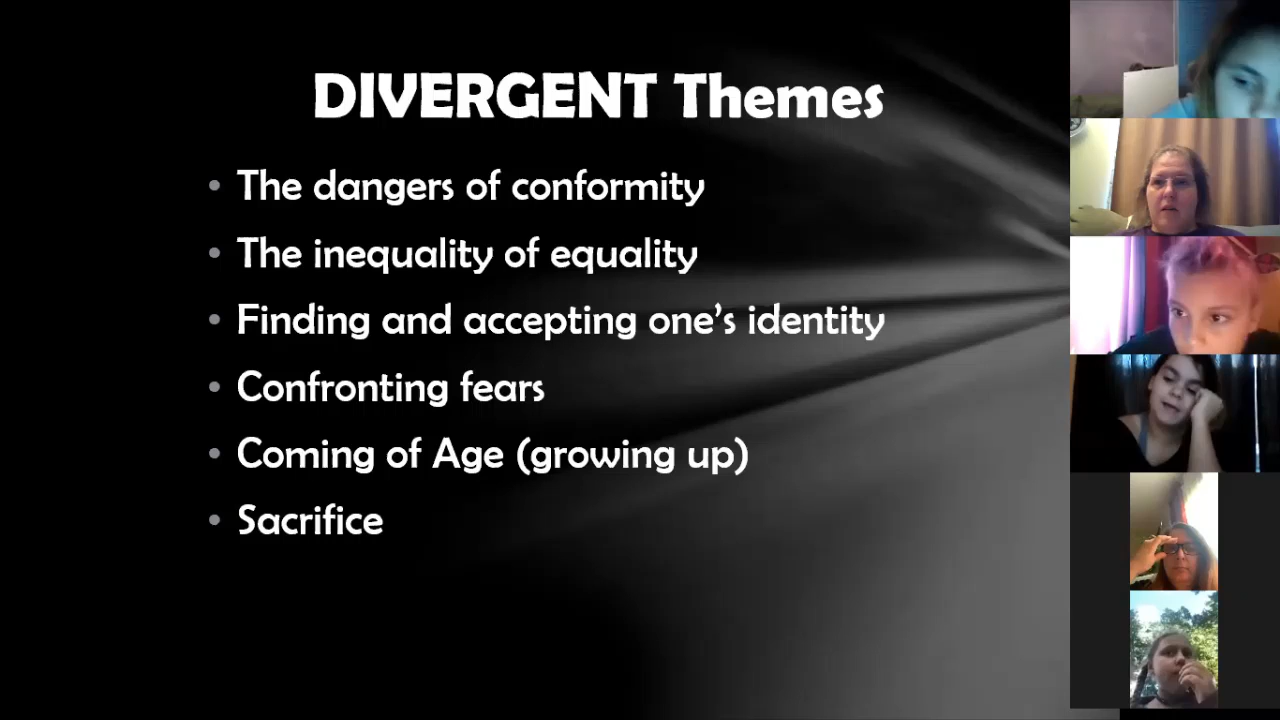 DIVERGENT Themes
• The dangers of conformity
• The inequality of equality
• Finding and accepting one's identity
• Confronting fears
• Coming of Age (growing up)
• Sacrifice